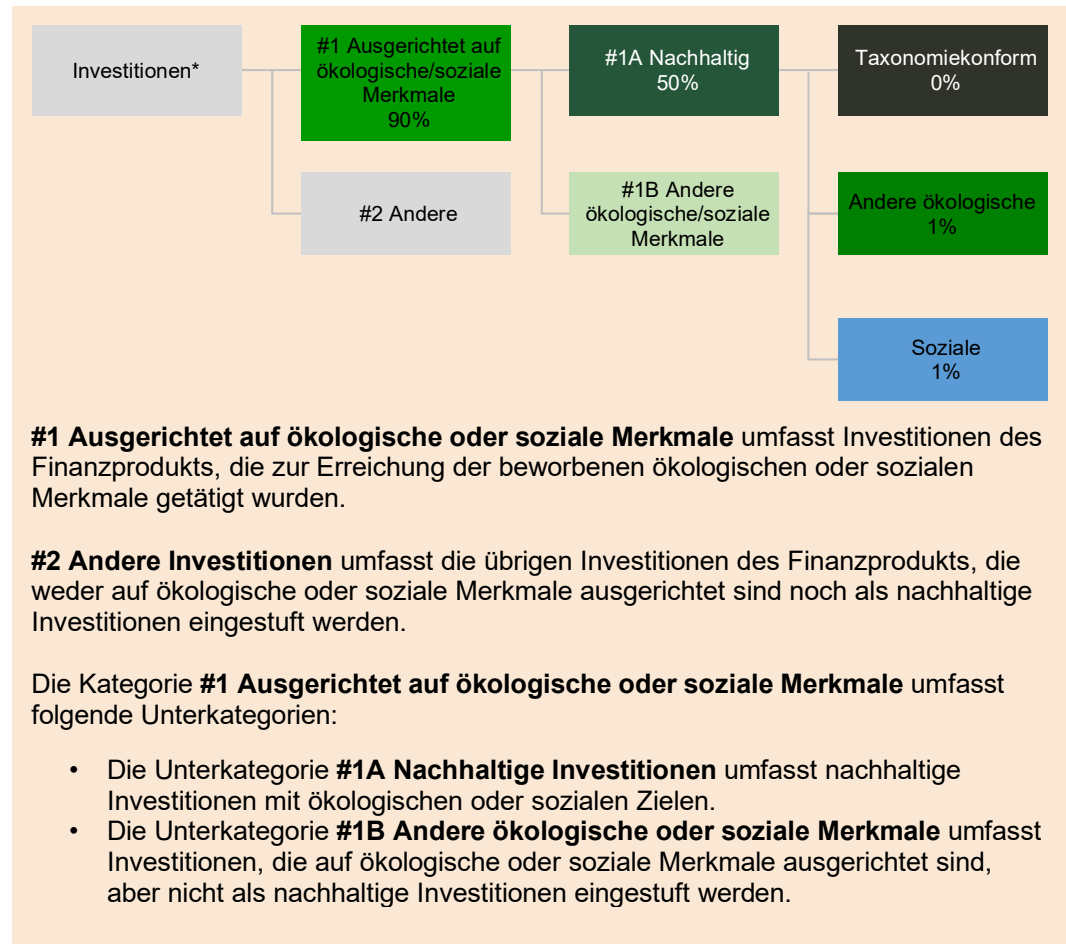 Investitionen*
#1 Ausgerichtet auf
ökologische/soziale
Merkmale
90%
#1A Nachhaltig
50%
Taxonomiekonform
0%
#2 Andere
#1B Andere
ökologische/soziale
Merkmale
Andere ökologische
1%
Soziale
1%
#1 Ausgerichtet auf ökologische oder soziale Merkmale umfasst Investitionen des
Finanzprodukts, die zur Erreichung der beworbenen ökologischen oder sozialen
Merkmale getätigt wurden.
#2 Andere Investitionen umfasst die übrigen Investitionen des Finanzprodukts, die
weder auf ökologische oder soziale Merkmale ausgerichtet sind noch als nachhaltige
Investitionen eingestuft werden.
Die Kategorie #1 Ausgerichtet auf ökologische oder soziale Merkmale umfasst
folgende Unterkategorien:
• Die Unterkategorie #1A Nachhaltige Investitionen umfasst nachhaltige
Investitionen mit ökologischen oder sozialen Zielen.
• Die Unterkategorie #1B Andere ökologische oder soziale Merkmale umfasst
Investitionen, die auf ökologische oder soziale Merkmale ausgerichtet sind,
aber nicht als nachhaltige Investitionen eingestuft werden.